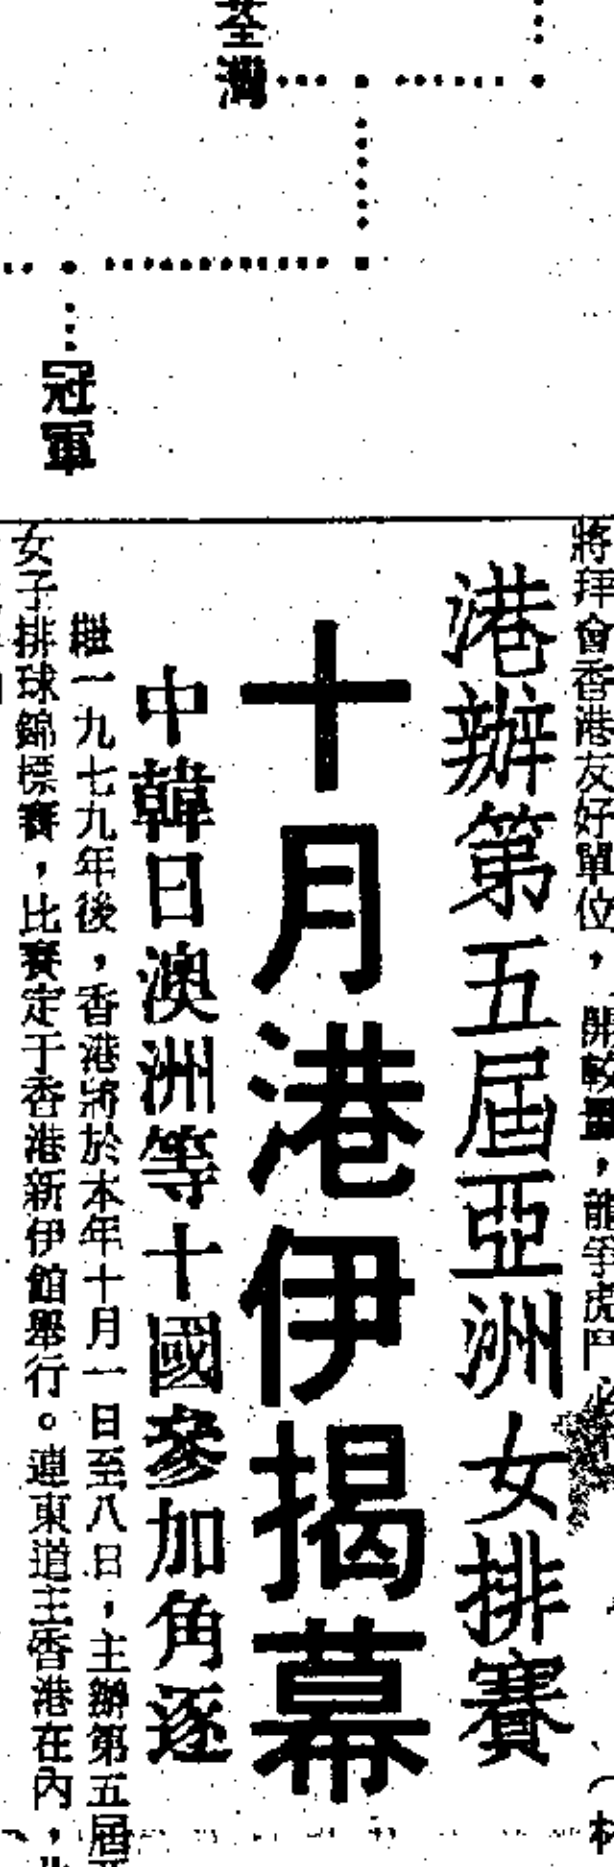 荃灣
冠軍
將拜會香港友好單位，
開較量，龍爭虎鬥
港辦第五屆亞洲女排賽
十月港伊揭幕
中韓日澳洲等十國參加角逐
繼一九七九年後，香港將於本年十月一日至八日，主辦第五屆
女子排球錦標賽，比賽定于香港新伊館舉行。連東道主香港在內，